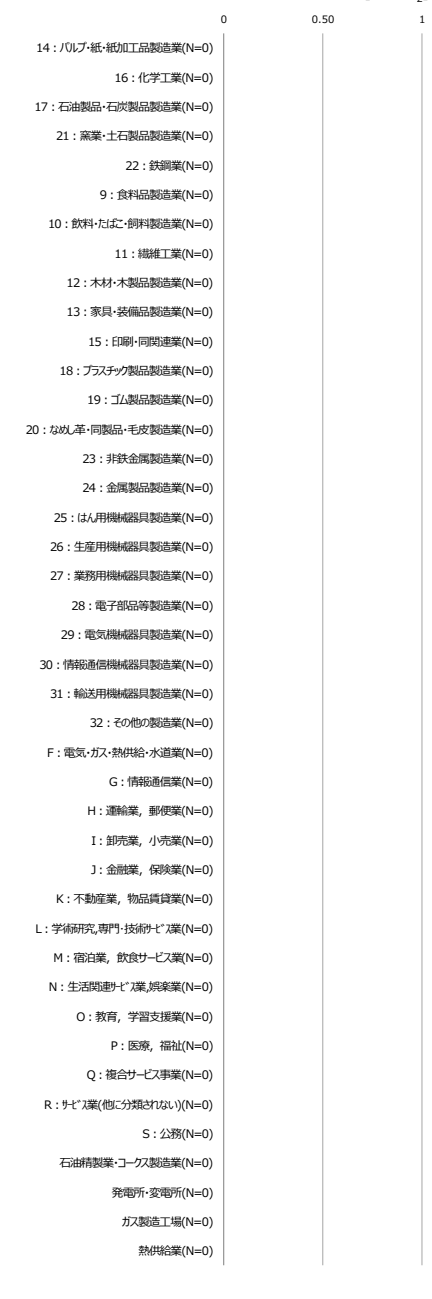 0 0.50 1
14：パルプ・紙・紙加工品製造業(N=0)
16：化学工業(N=0)
17：石油製品・石炭製品製造業(N=0)
21：窯業・土石製品製造業(N=0)
22：鉄鋼業(N=0)
9：食料品製造業(N=0)
10：飲料・たばこ・飼料製造業(N=0)
11：繊維工業(N=0)
12：木材・木製品製造業(N=0)
13：家具・装備品製造業(N=0)
15：印刷・同関連業(N=0)
18：プラスチック製品製造業(N=0)
19：ゴム製品製造業(N=0)
20：なめし革・同製品・毛皮製造業(N=0)
23：非鉄金属製造業(N=0)
24：金属製品製造業(N=0)
25：はん用機械器具製造業(N=0)
26：生産用機械器具製造業(N=0)
27：業務用機械器具製造業(N=0)
28：電子部品等製造業(N=0)
29：電気機械器具製造業(N=0)
30：情報通信機械器具製造業(N=0)
31：輸送用機械器具製造業(N=0)
32：その他の製造業(N=0)
F：電気・ガス・熱供給・水道業(N=0)
G：情報通信業(N=0)
H：運輸業，郵便業(N=0)
I：卸売業，小売業(N=0)
J：金融業，保険業(N=0)
K：不動産業，物品賃貸業(N=0)
L：学術研究,専門・技術ｻｰﾋﾞｽ業(N=0)
M：宿泊業，飲食サービス業(N=0)
N：生活関連ｻｰﾋﾞｽ業,娯楽業(N=0)
O：教育，学習支援業(N=0)
P：医療，福祉(N=0)
Q：複合サービス事業(N=0)
R：ｻｰﾋﾞｽ業(他に分類されない)(N=0)
S：公務(N=0)
石油精製業・コークス製造業(N=0)
発電所・変電所(N=0)
ガス製造工場(N=0)
熱供給業(N=0)